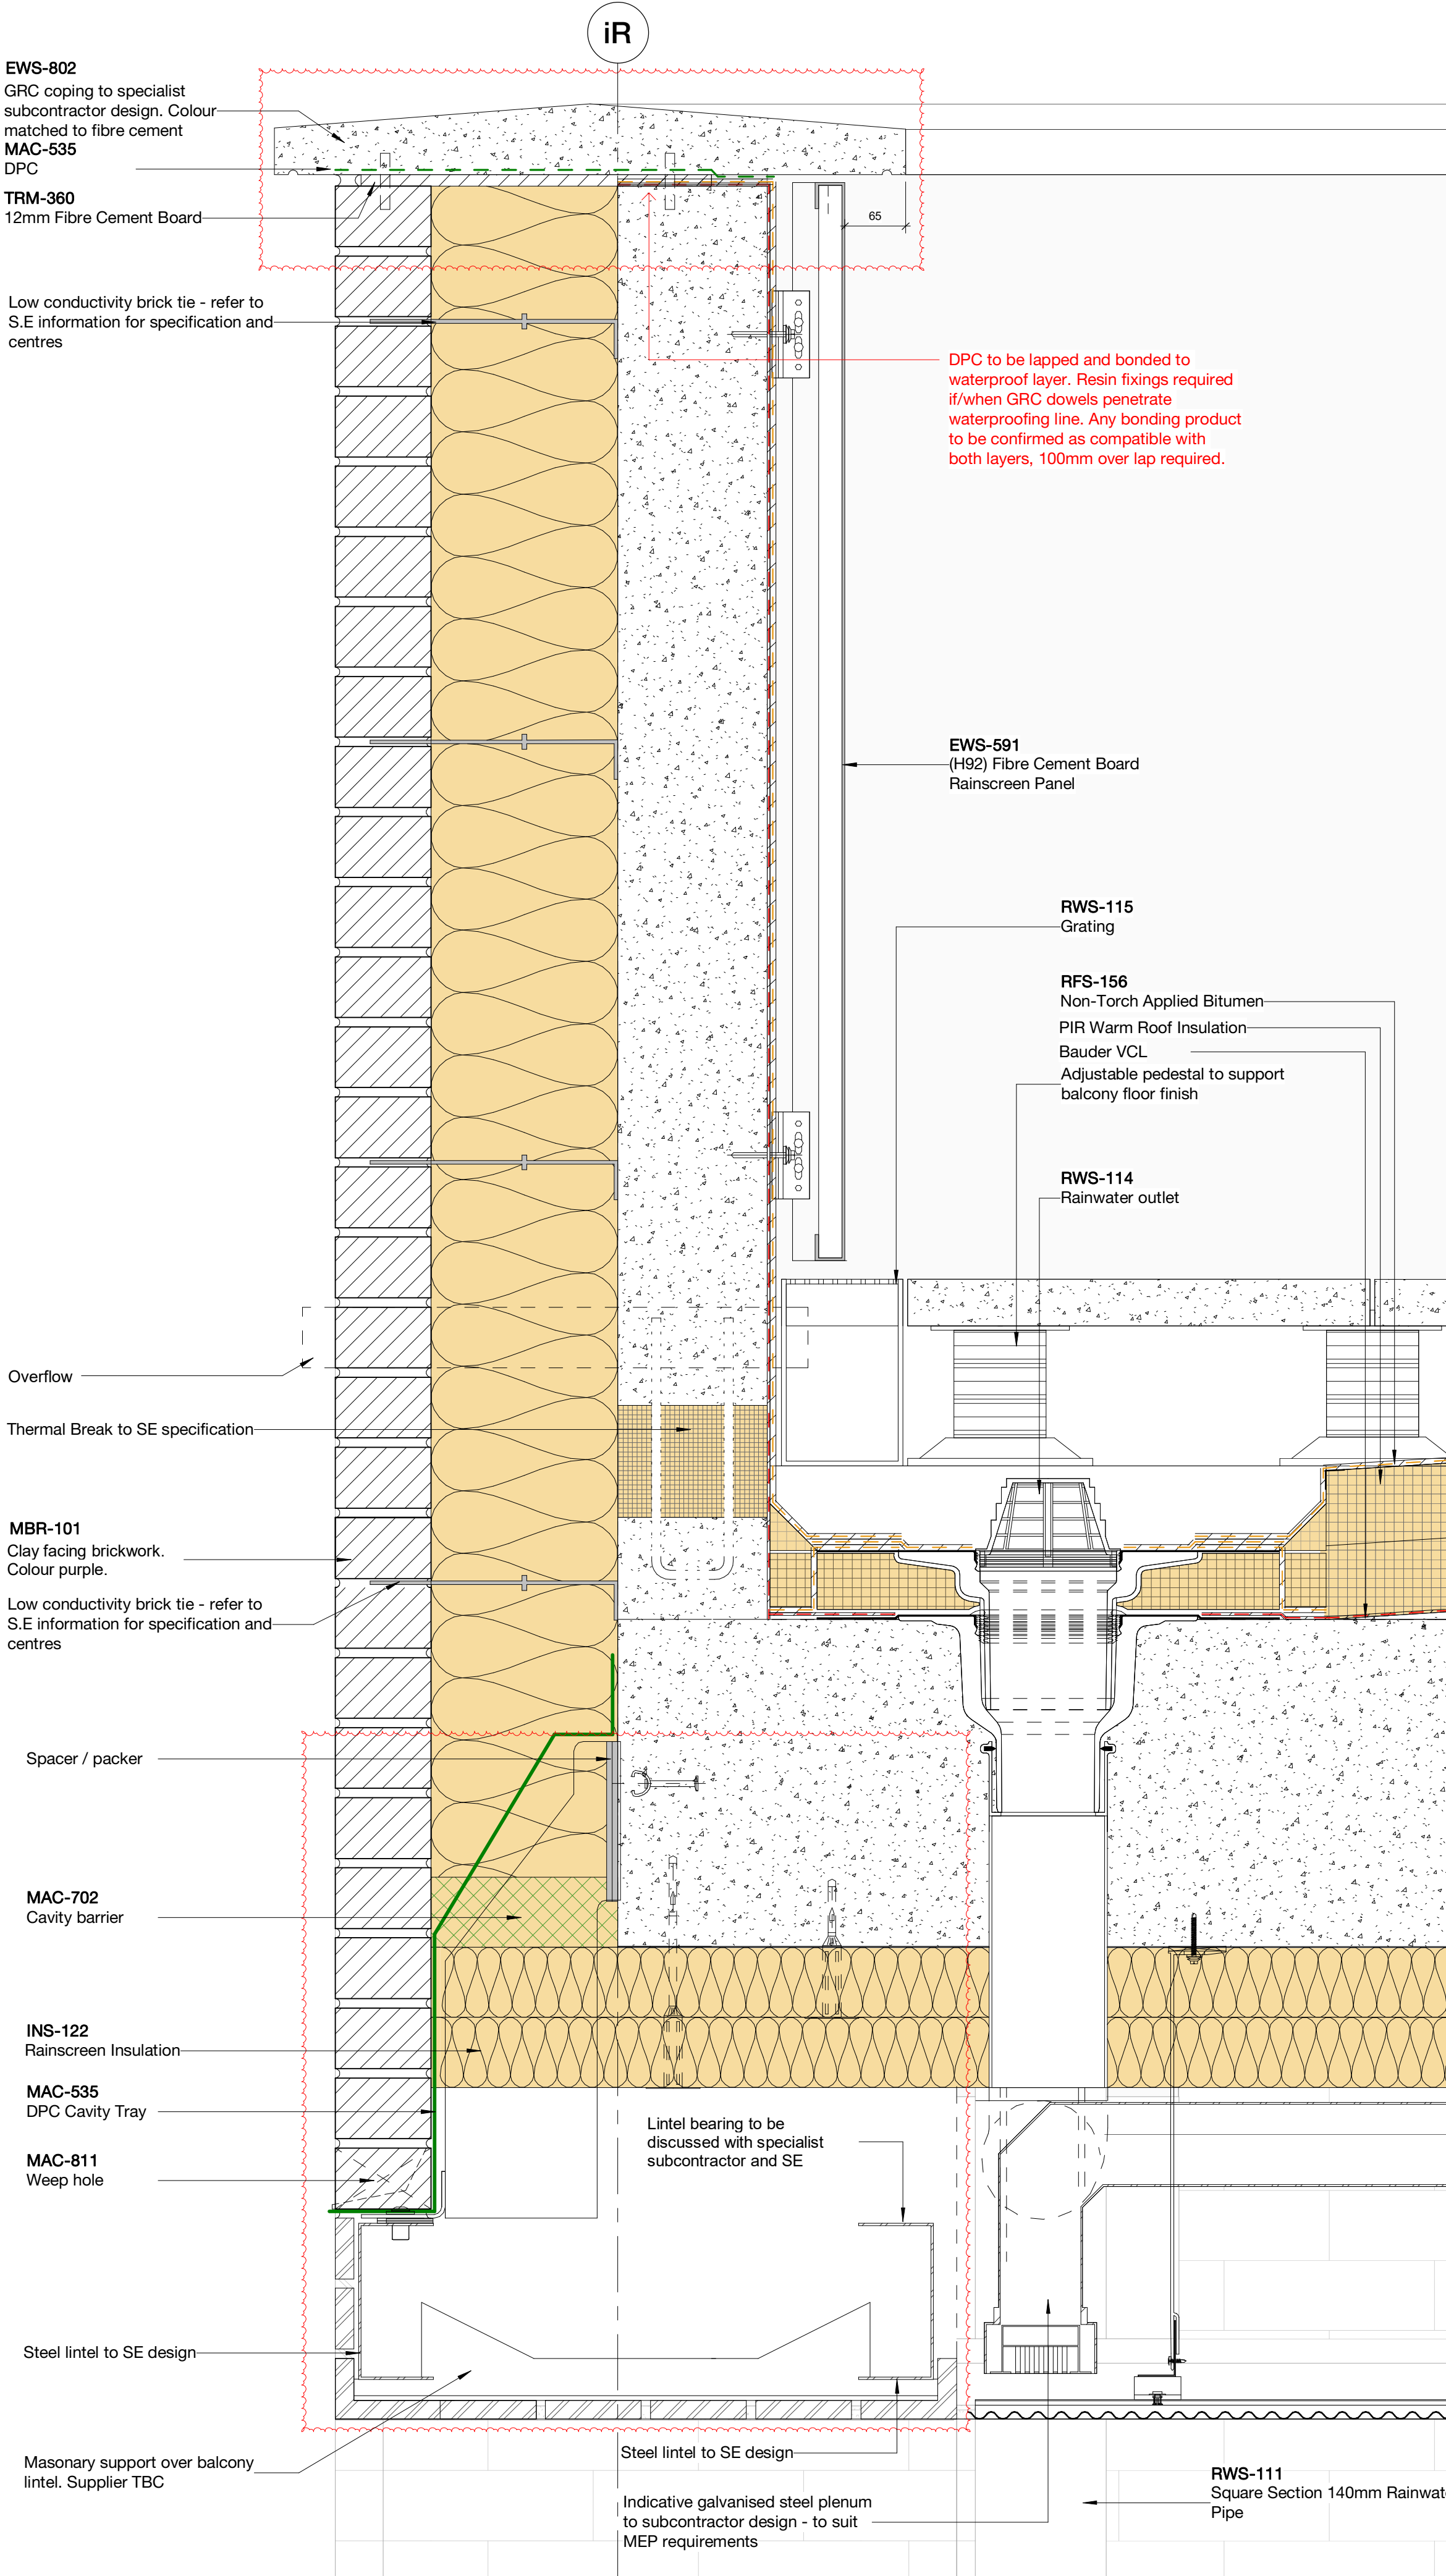 iR
EWS-802
GRC coping to specialist
subcontractor design. Colour
matched to fibre cement
MAC-535
DPC
TRM-360
12mm Fibre Cement Board
65
Low conductivity brick tie - refer to
S.E information for specification and
centres
DPC to be lapped and bonded to
waterproof layer. Resin fixings required
if/when GRC dowels penetrate
waterproofing line. Any bonding product
to be confirmed as compatible with
both layers, 100mm over lap required.
EWS-591
(H92) Fibre Cement Board
Rainscreen Panel
RWS-115
Grating
RFS-156
Non-Torch Applied Bitumen
PIR Warm Roof Insulation
Bauder VCL
Adjustable pedestal to support
balcony floor finish
RWS-114
Rainwater outlet
Overflow
Thermal Break to SE specification
MBR-101
Clay facing brickwork.
Colour purple.
Low conductivity brick tie - refer to
S.E information for specification and
centres
Spacer / packer
MAC-702
Cavity barrier
INS-122
Rainscreen Insulation
MAC-535
DPC Cavity Tray
MAC-811
Weep hole
Lintel bearing to be
discussed with specialist
subcontractor and SE
Steel lintel to SE design
Masonary support over balcony
lintel. Supplier TBC
Steel lintel to SE design
Indicative galvanised steel plenum
to subcontractor design - to suit
MEP requirements
RWS-111
Square Section 140mm Rainwat
Pipe